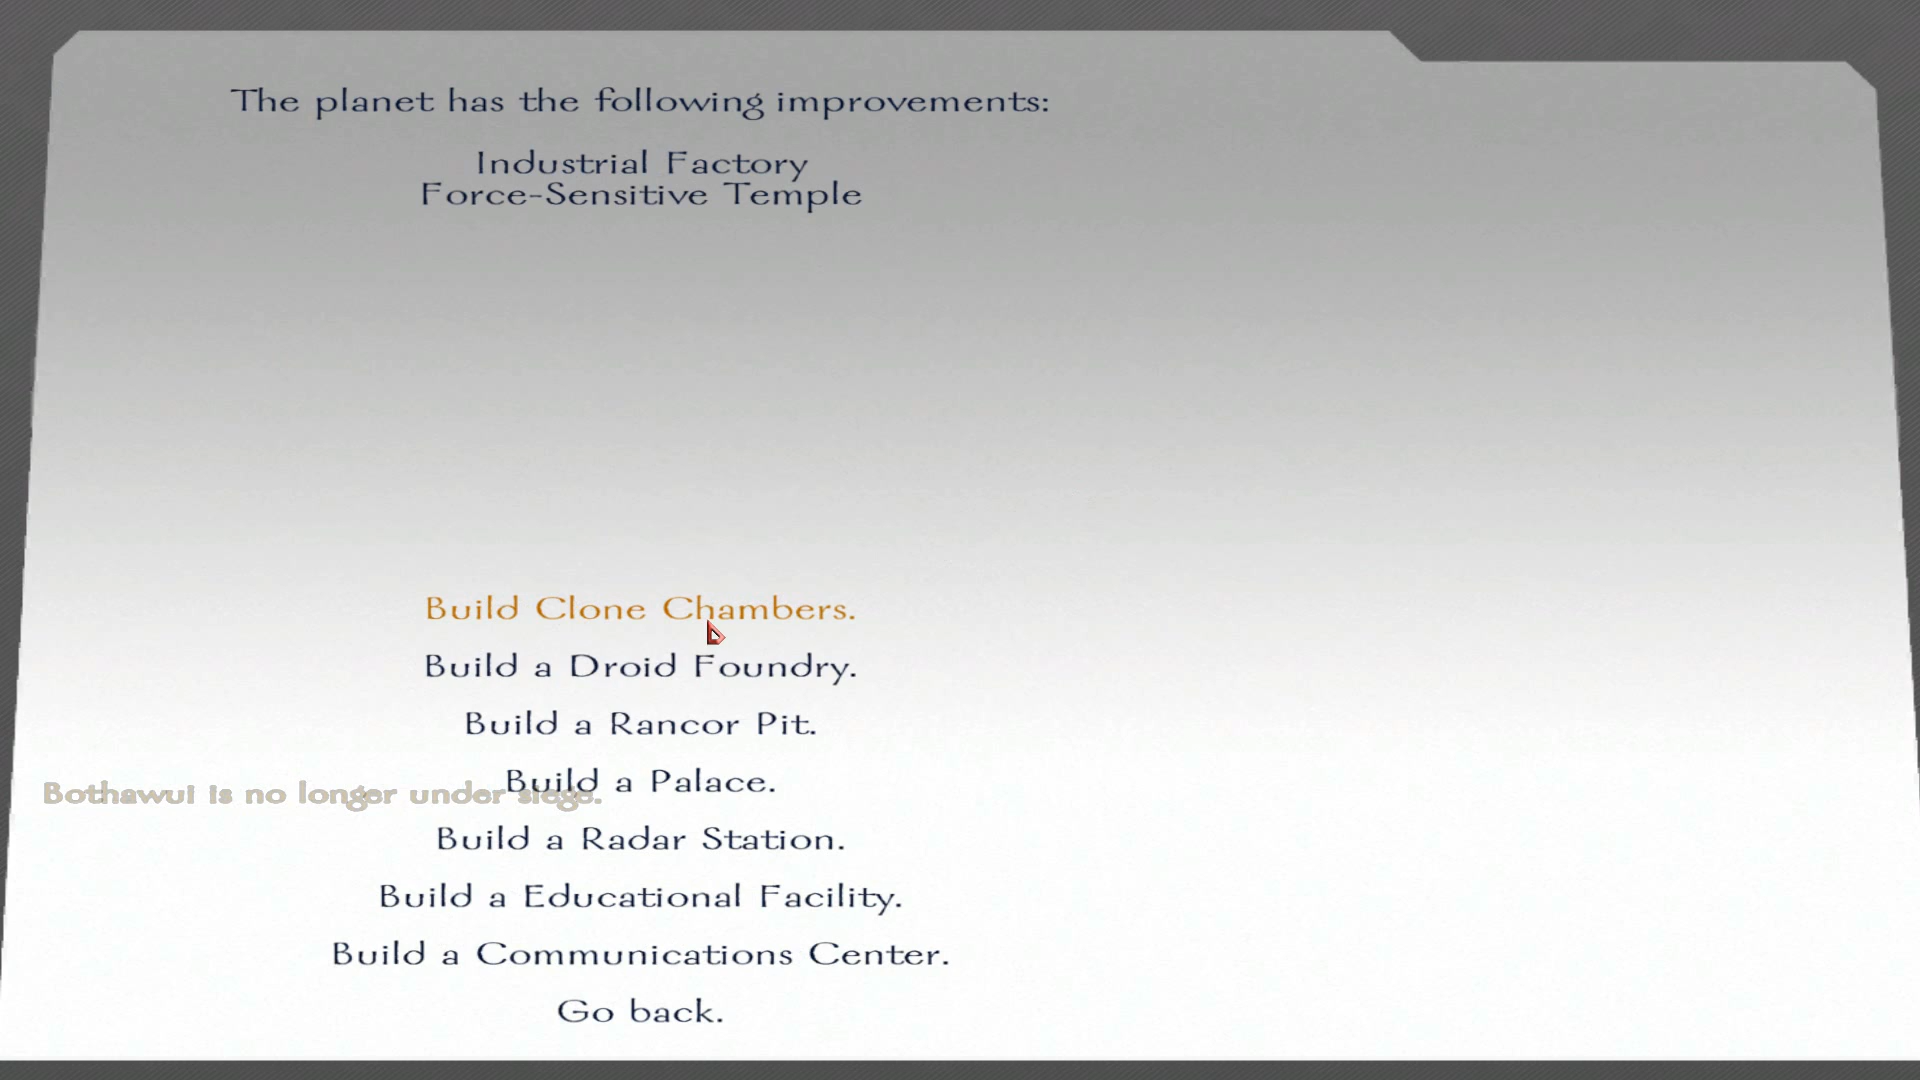 The planet has the following improvements:
Industrial Factory
Force-Sensitive Temple
Build Clone Chambers.
Build a Droid Foundry.
Build a Rancor Pit.
Build a Palace.
Bothawui is no longer under siege.
Build a Radar Station.
Build a Educational Facility.
Build a Communications Center.
Go back.